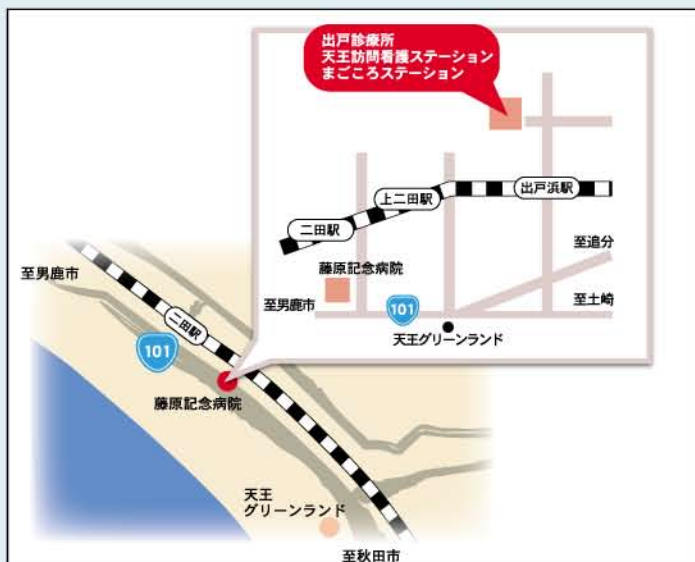 出戸診療所
天王訪問看護ステーション
まごころステーション
出戸浜駅
上二田駅
二田駅
至追分
藤原記念病院
至男鹿市
101
至土崎
天王グリーンランド
至男鹿市
二田駅
101
藤原記念病院
天王
グリーンランド
至秋田市